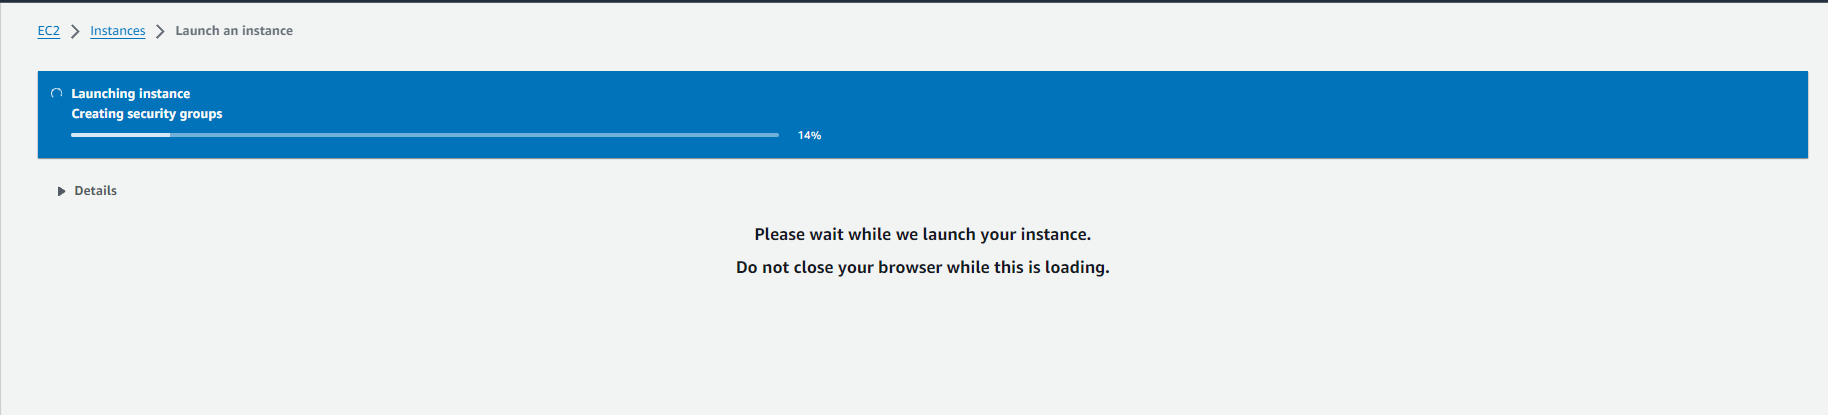 EC2 Instances Launch an instance
Launching instance
Creating security groups
14%
Details
Please wait while we launch your instance.
Do not close your browser while this is loading.